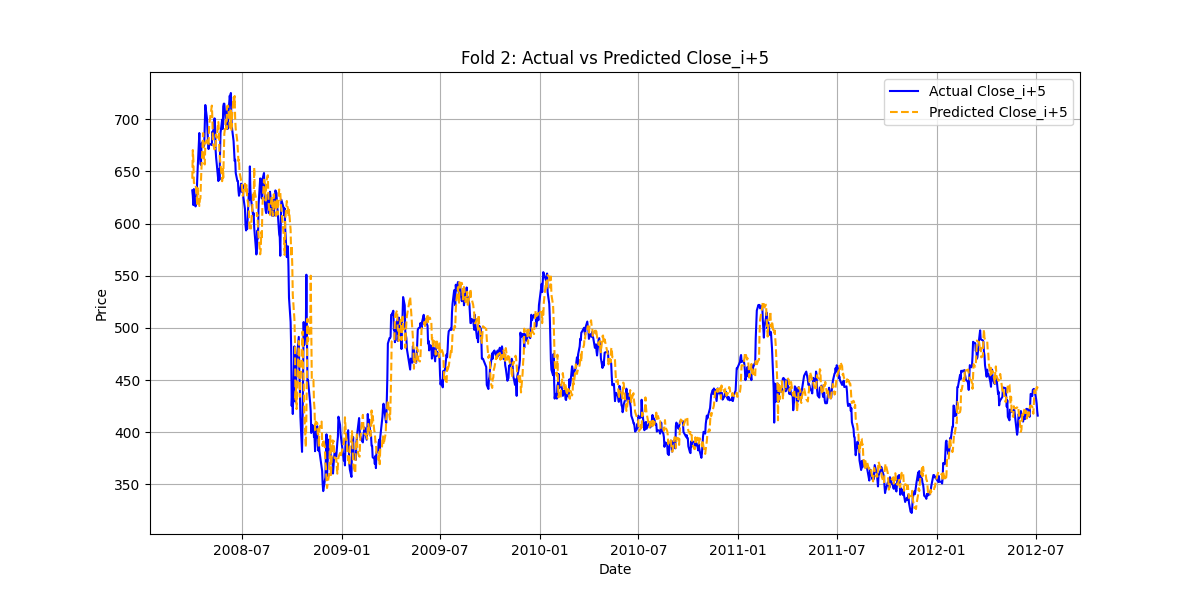 Fold 2: Actual vs Predicted Close_i+5
Actual Close_i+5
Predicted Close_i+5
Price
700
650
600
550
500
450
400
350
2008-07 2009-01 2009-07 2010-01 2010-07 2011-01 2011-07 2012-01 2012-07
Date